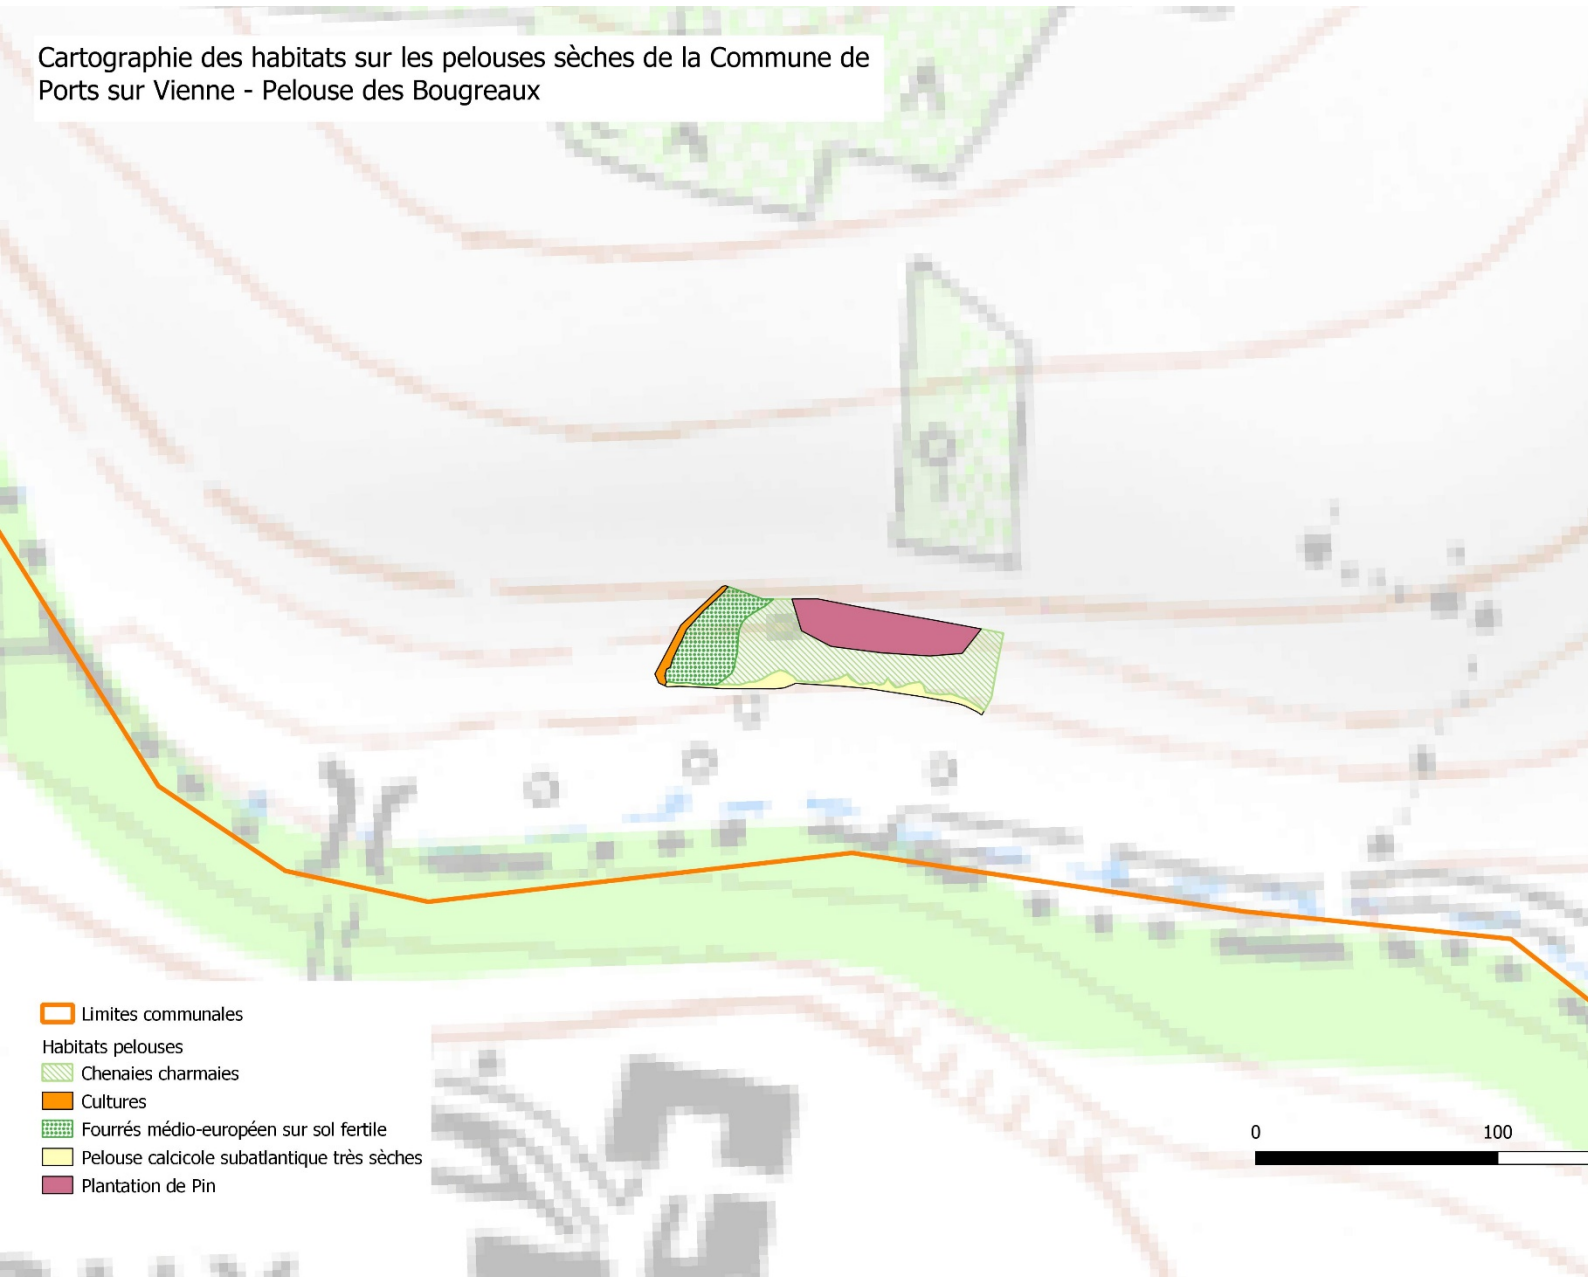 Cartographie des habitats sur les pelouses sèches de la Commune de
Ports sur Vienne - Pelouse des Bougreaux
Limites communales
Habitats pelouses
Chenaies charmaies
Cultures
Fourrés médio-européen sur sol fertile
Pelouse calcicole subatlantique très sèches
Plantation de Pin
0 100